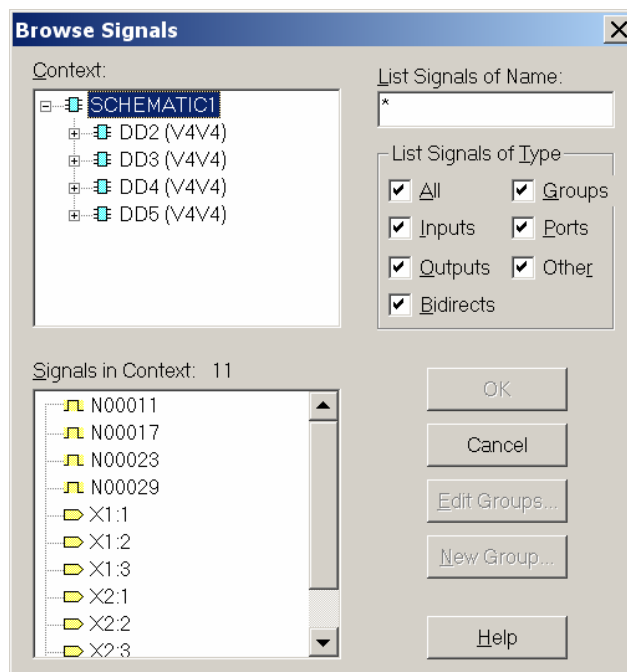 Browse Signals
Context:
SCHEMATIC1
DD2 (V4V4)
DD3 (V4V4)
DD4 (V4V4)
DD5 (V4V4)
List Signals of Name:
*
List Signals of Type
All
Groups
Inputs
Ports
Outputs
Other
Bidirects
Signals in Context: 11
N00011
N00017
N00023
N00029
X1:1
X1:2
X1:3
X2:1
X2:2
X2:3
OK
Cancel
Edit Groups...
New Group...
Help